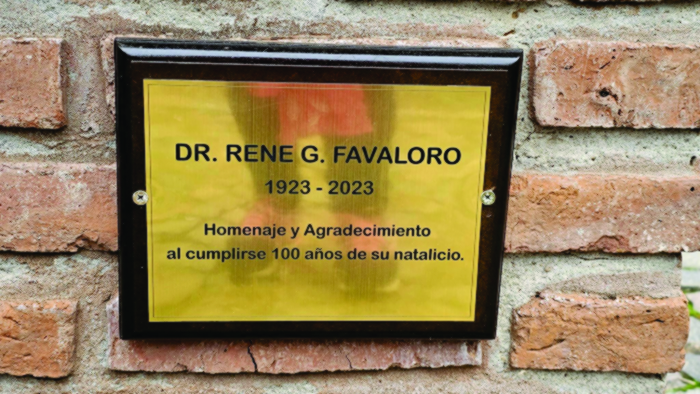 DR. RENE G. FAVALORO
1923 - 2023
Homenaje y Agradecimiento
al cumplirse 100 años de su natalicio.